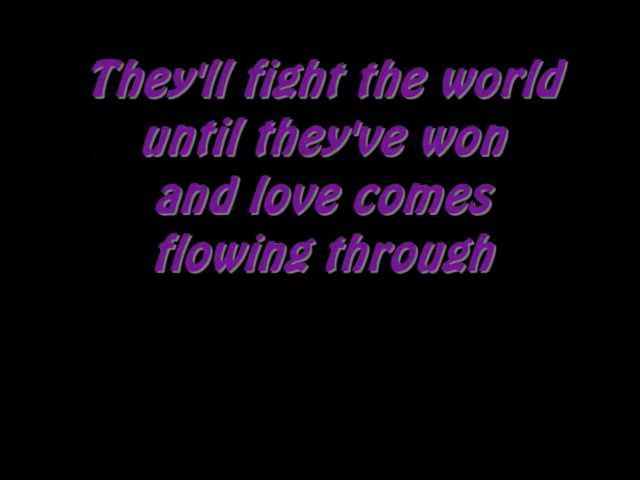 They'll fight the world
until they've won
and love comes
flowing through